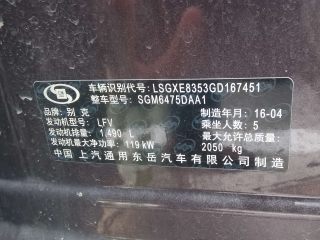 车辆识别代号: LSGXE8353GD167451
整车型号: SGM6475DAA1
品牌: 别克 制造年月: 16-04
发动机型号: LFV 乘坐人数: 5
发动机排量: 1.490 L 最大允许总质量:
发动机最大净功率: 119 kW 2050 kg
中国 上汽通用东岳汽车有限公司制造